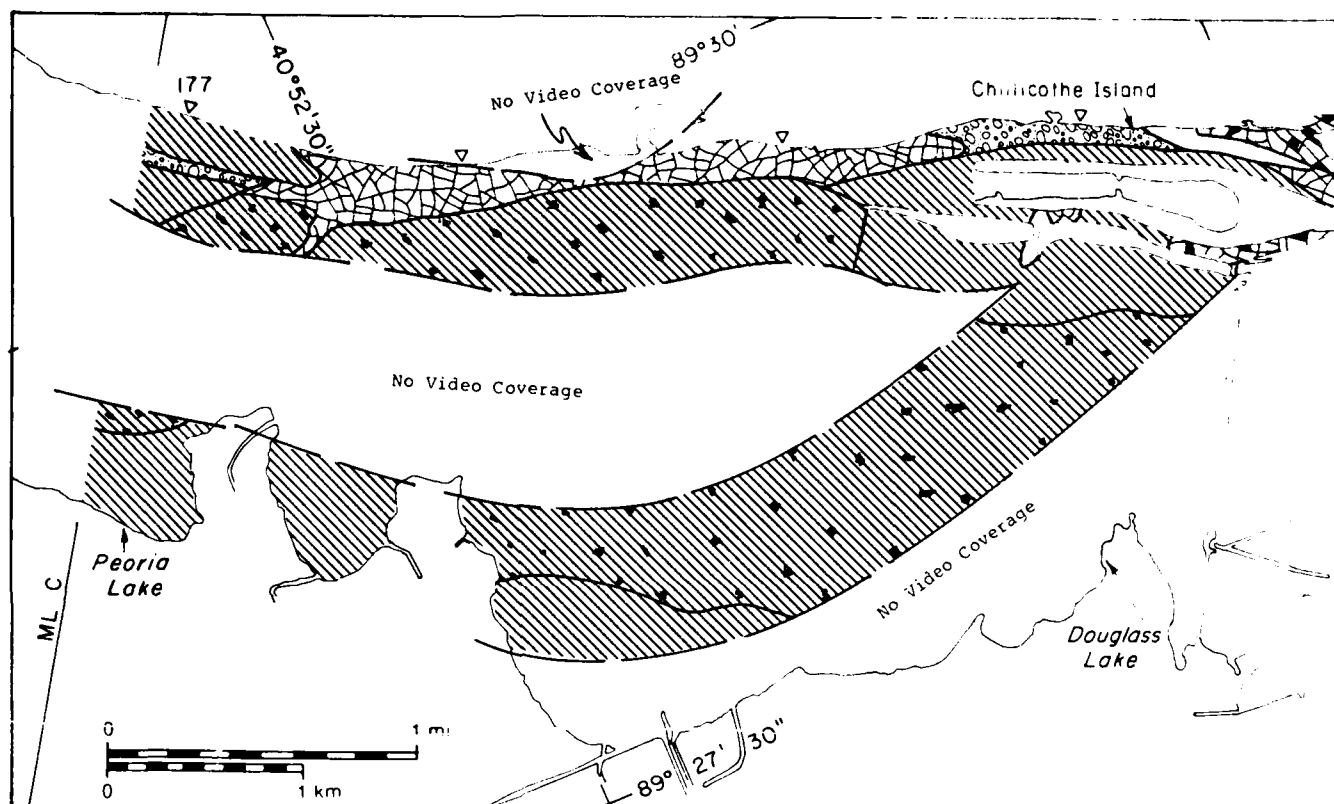 177
40°52'30"
No Video Coverage
89°30'
Chillicothe Island
No Video Coverage
Peoria
Lake
ML C
No Video Coverage
Douglass
Lake
0
1 mi
0
1 km
89° 27' 30"